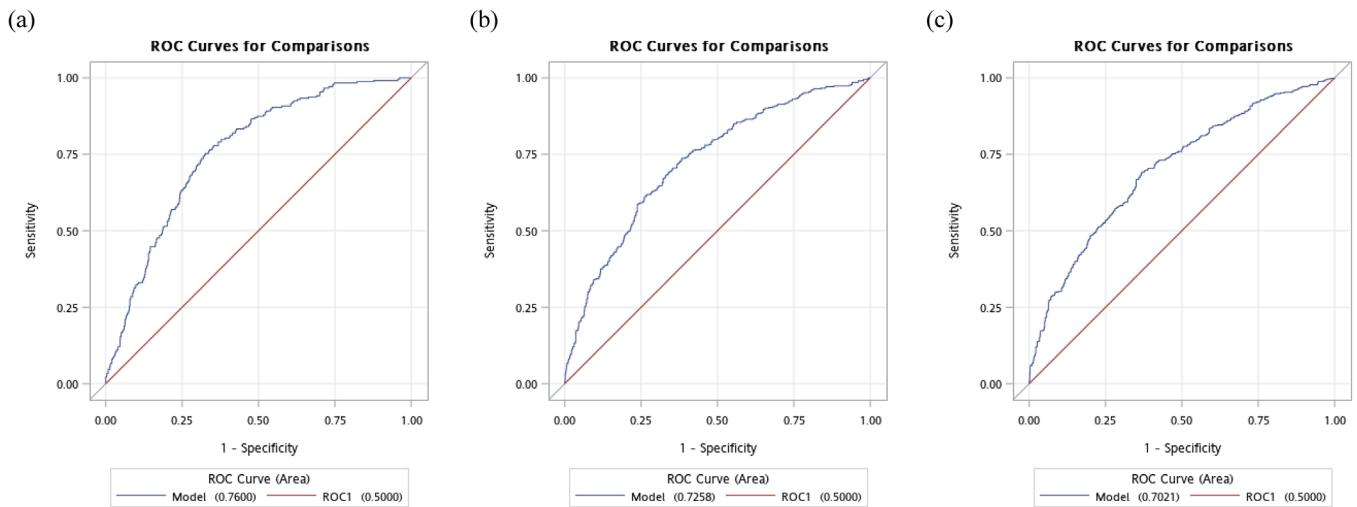 (a)
ROC Curves for Comparisons
1.00
0.75
0.50
0.25
0.00
Sensitivity
0.00 0.25 0.50 0.75 1.00
1 - Specificity
ROC Curve (Area)
Model (0.7600) ROC1 (0.5000)
(b)
ROC Curves for Comparisons
1.00
0.75
0.50
0.25
0.00
Sensitivity
0.00 0.25 0.50 0.75 1.00
1 - Specificity
ROC Curve (Area)
Model (0.7258) ROC1 (0.5000)
(c)
ROC Curves for Comparisons
1.00
0.75
0.50
0.25
0.00
Sensitivity
0.00 0.25 0.50 0.75 1.00
1 - Specificity
ROC Curve (Area)
Model (0.7021) ROC1 (0.5000)